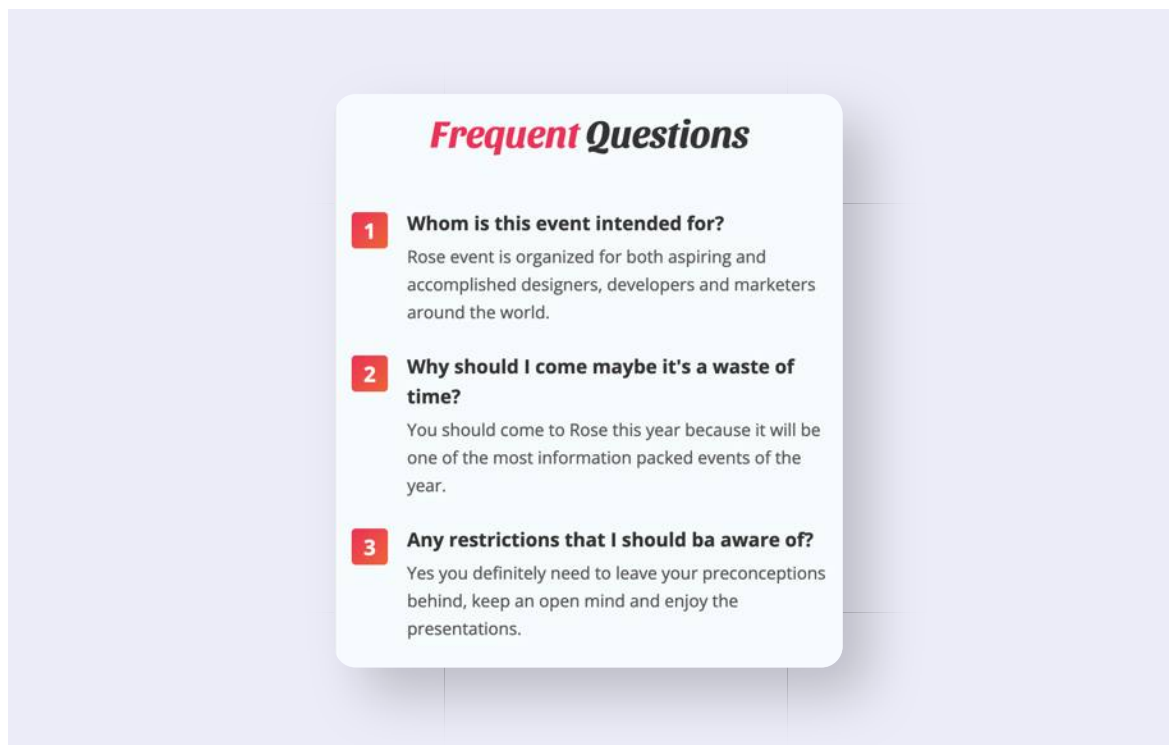 Frequent Questions
1
Whom is this event intended for?
Rose event is organized for both aspiring and
accomplished designers, developers and marketers
around the world.
2
Why should I come maybe it's a waste of
time?
You should come to Rose this year because it will be
one of the most information packed events of the
year.
3
Any restrictions that I should ba aware of?
Yes you definitely need to leave your preconceptions
behind, keep an open mind and enjoy the
presentations.